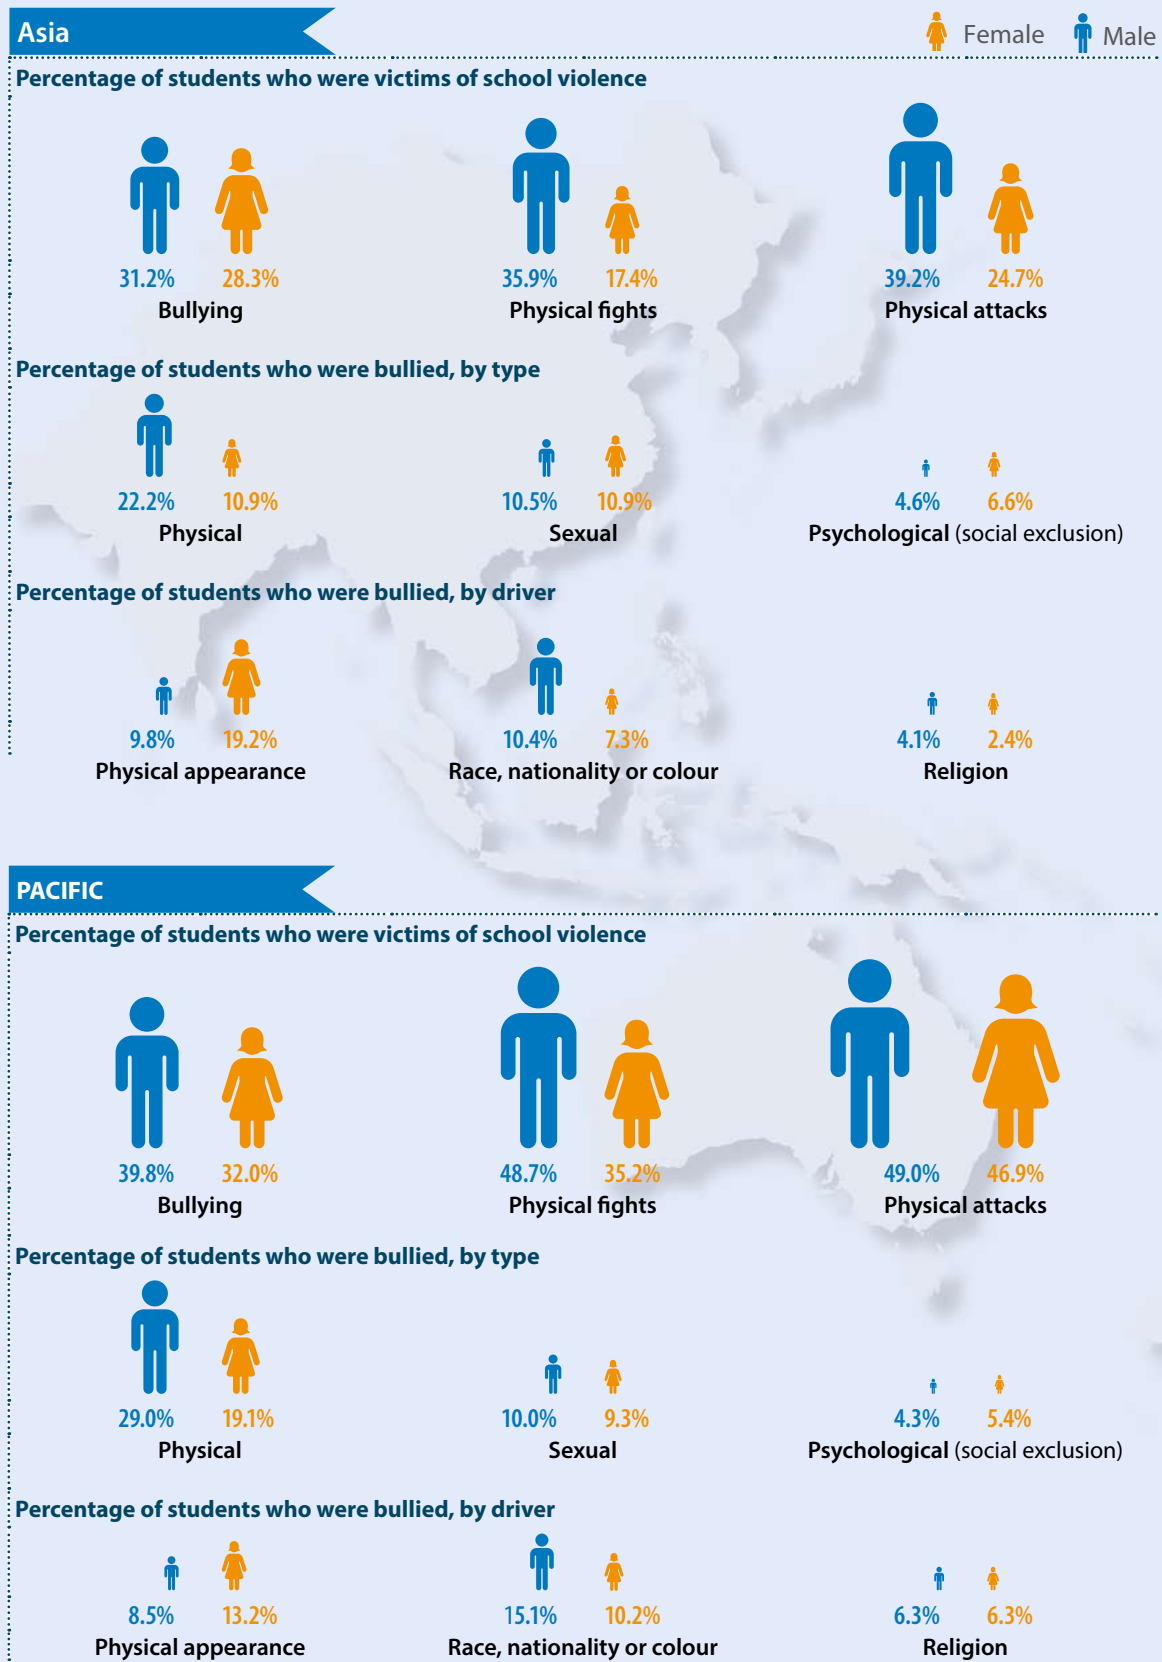 Asia
Female Male
Percentage of students who were victims of school violence
31.2% 28.3% 35.9% 17.4% 39.2% 24.7%
Bullying Physical fights Physical attacks
Percentage of students who were bullied, by type
22.2% 10.9% 10.5% 10.9% 4.6% 6.6%
Physical Sexual Psychological (social exclusion)
Percentage of students who were bullied, by driver
9.8% 19.2% 10.4% 7.3% 4.1% 2.4%
Physical appearance Race, nationality or colour Religion
PACIFIC
Percentage of students who were victims of school violence
39.8% 32.0% 48.7% 35.2% 49.0% 46.9%
Bullying Physical fights Physical attacks
Percentage of students who were bullied, by type
29.0% 19.1% 10.0% 9.3% 4.3% 5.4%
Physical Sexual Psychological (social exclusion)
Percentage of students who were bullied, by driver
8.5% 13.2% 15.1% 10.2% 6.3% 6.3%
Physical appearance Race, nationality or colour Religion